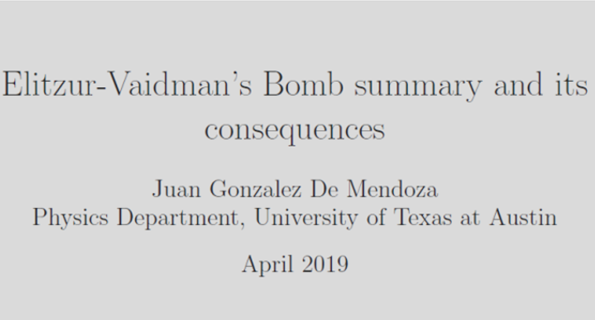 Elitzur-Vaidman's Bomb summary and its
consequences
Juan Gonzalez De Mendoza
Physics Department, University of Texas at Austin
April 2019